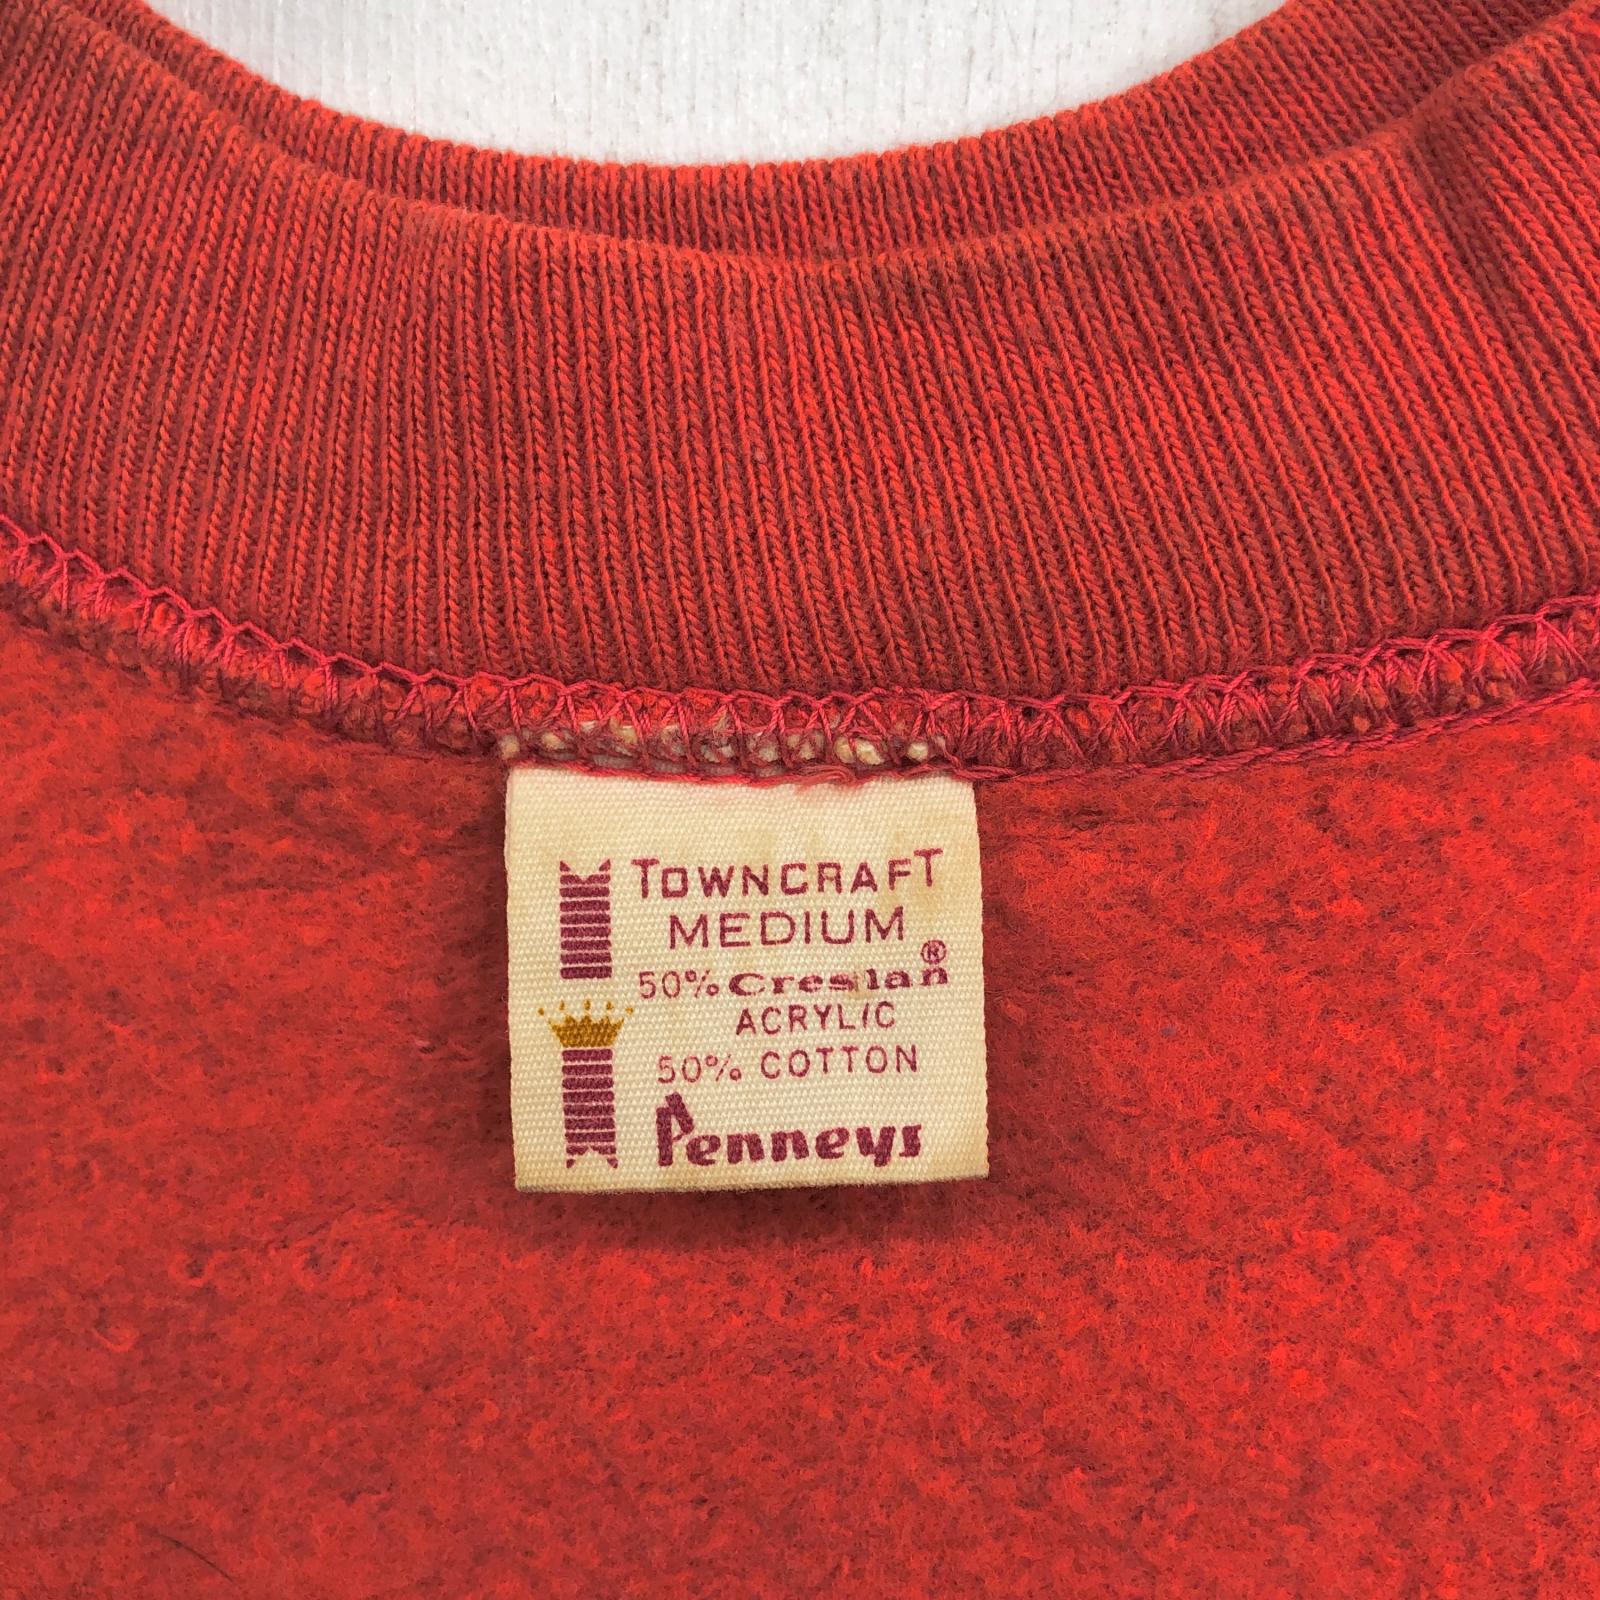 TOWNCRAFT
MEDIUM
50% Creslan®
ACRYLIC
50% COTTON
Penneys